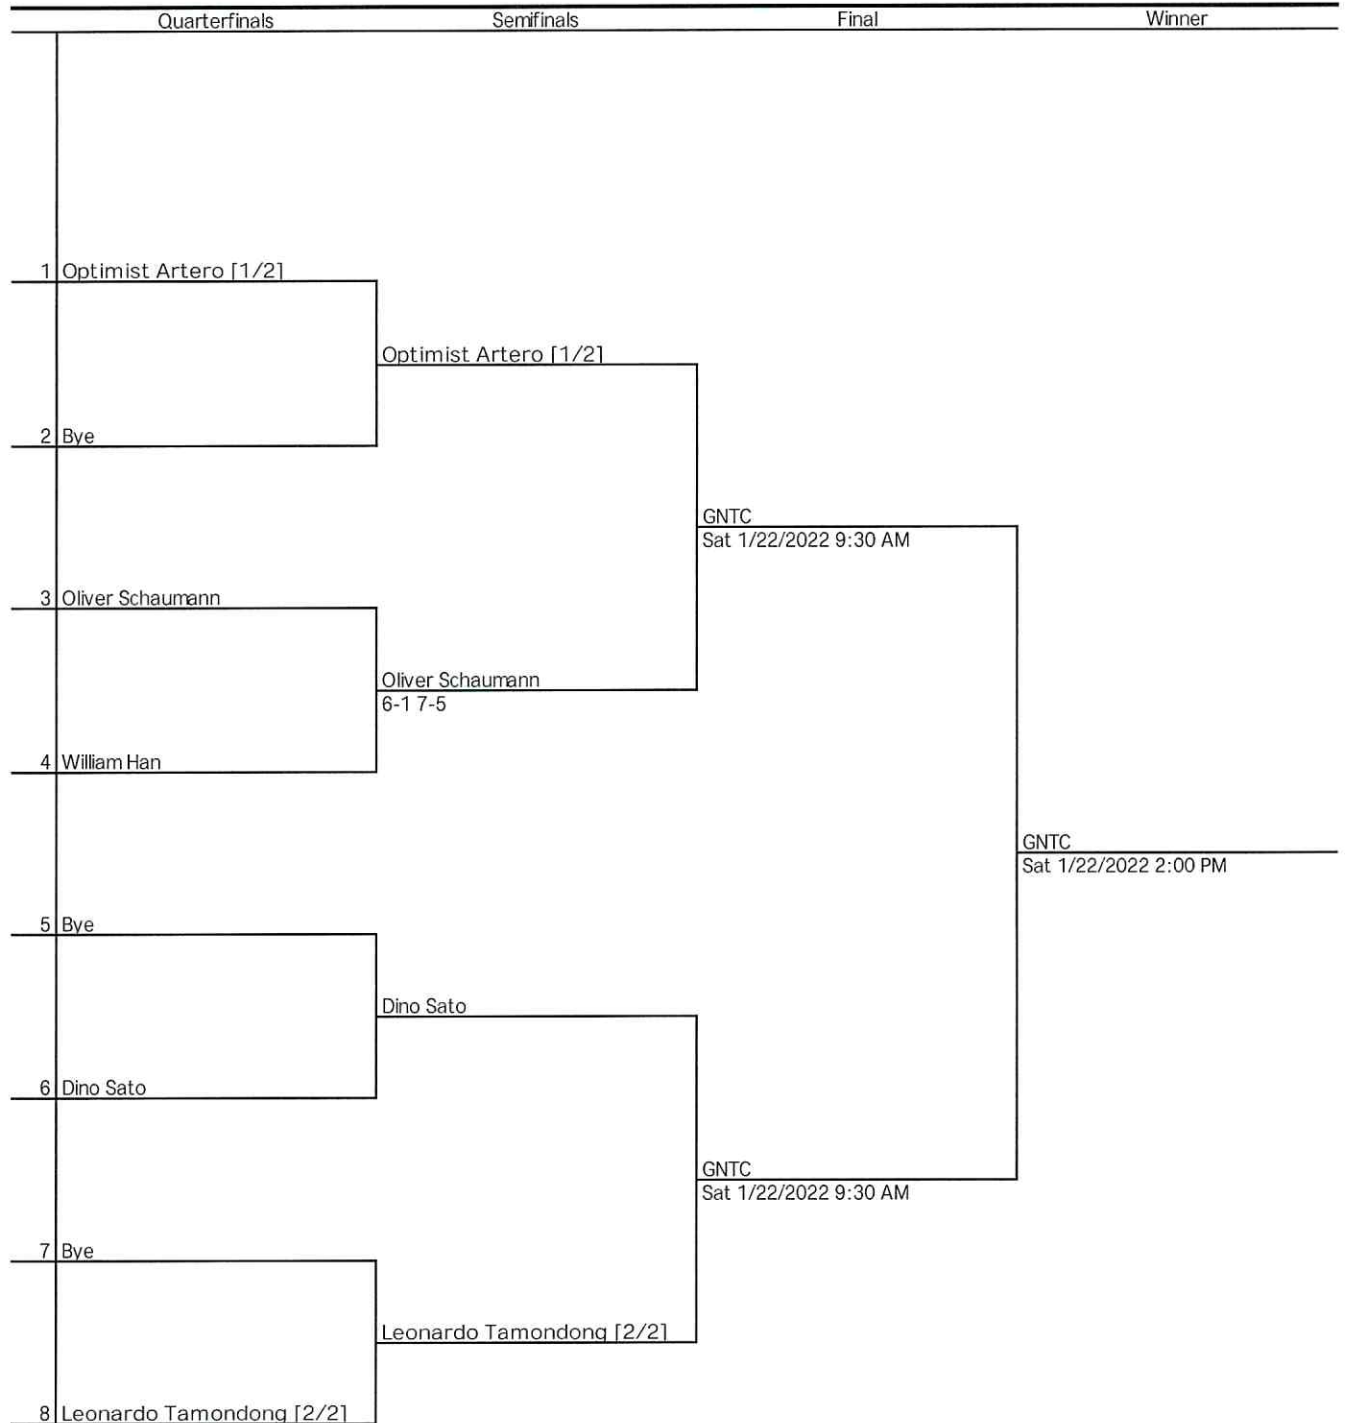 Quarterfinals Semifinals Final Winner
1 Optimist Artero [1/2]
Optimist Artero [1/2]
2 Bye
GNTC
Sat 1/22/2022 9:30 AM
3 Oliver Schaumann
Oliver Schaumann
6-1 7-5
4 William Han
GNTC
Sat 1/22/2022 2:00 PM
5 Bye
Dino Sato
6 Dino Sato
GNTC
Sat 1/22/2022 9:30 AM
7 Bye
Leonardo Tamondong [2/2]
8 Leonardo Tamondong [2/2]